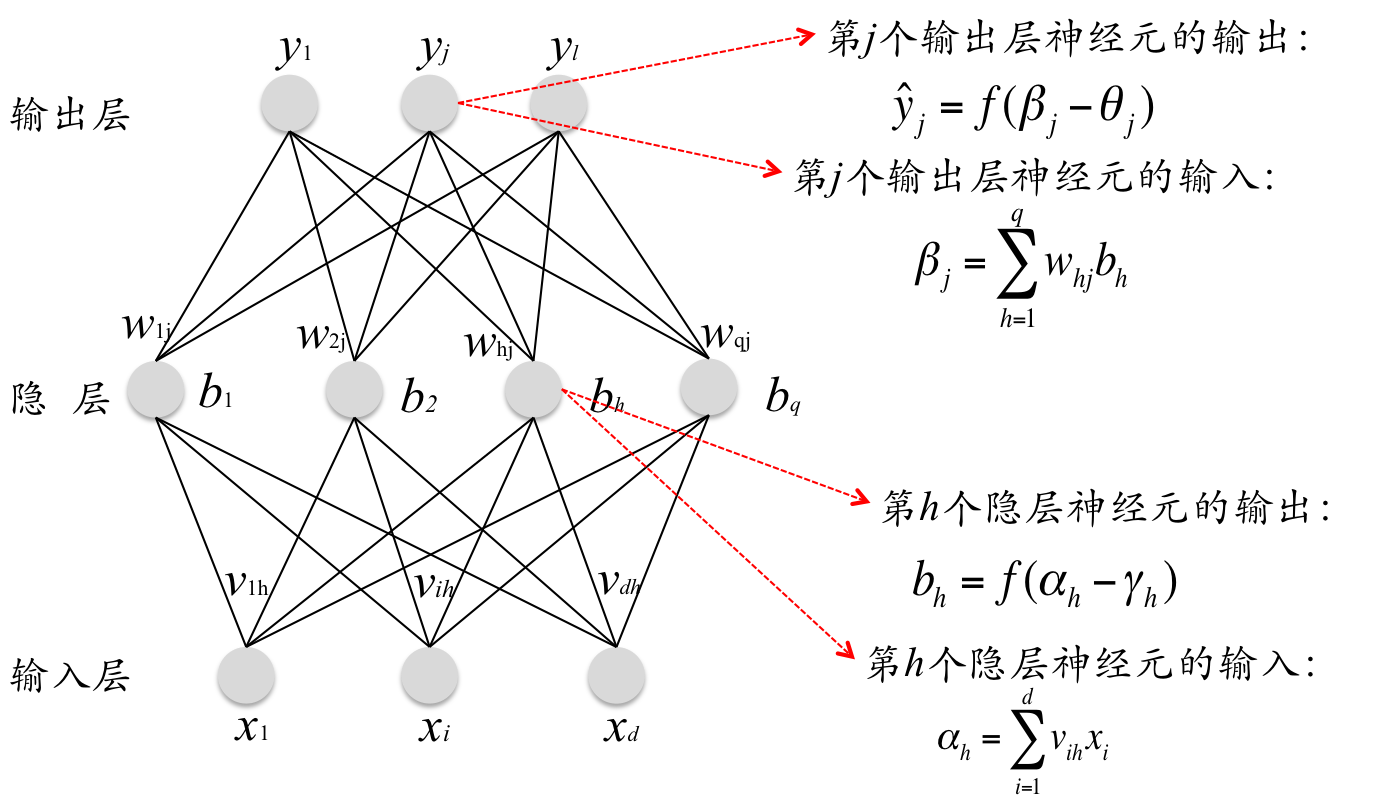 y1 yj yl
第j个输出层神经元的输出:
输出层
ŷj = f(βj − θj)
第j个输出层神经元的输入:
βj = ∑_{h=1}^{q} whj bh
w1j w2j whj wqj
隐 层
b1 b2 bh bq
第h个隐层神经元的输出:
bh = f(αh − γh)
v1h vih vdh
第h个隐层神经元的输入:
输入层
x1 xi xd
αh = ∑_{i=1}^{d} vih xi